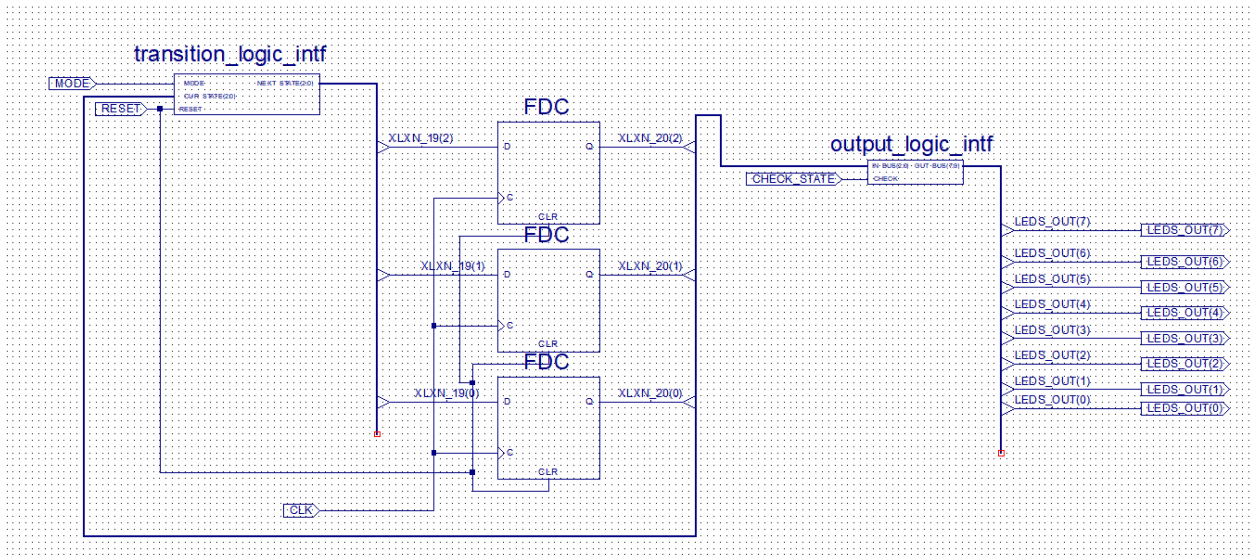 transition_logic_intf
MODE
MODE NEXT STATE(2:0)
CUR STATE(2:0)
RESET
RESET
FDC
XLXN_19(2)
D
Q
XLXN_20(2)
C
CLR
output_logic_intf
IN BUS(2:0) OUT BUS(7:0)
CHECK_STATE
CHECK
FDC
XLXN_19(1)
D
Q
XLXN_20(1)
C
CLR
FDC
XLXN_19(0)
D
Q
XLXN_20(0)
C
CLR
CLK
LEDS_OUT(7) LEDS_OUT(7)
LEDS_OUT(6) LEDS_OUT(6)
LEDS_OUT(5) LEDS_OUT(5)
LEDS_OUT(4) LEDS_OUT(4)
LEDS_OUT(3) LEDS_OUT(3)
LEDS_OUT(2) LEDS_OUT(2)
LEDS_OUT(1) LEDS_OUT(1)
LEDS_OUT(0) LEDS_OUT(0)